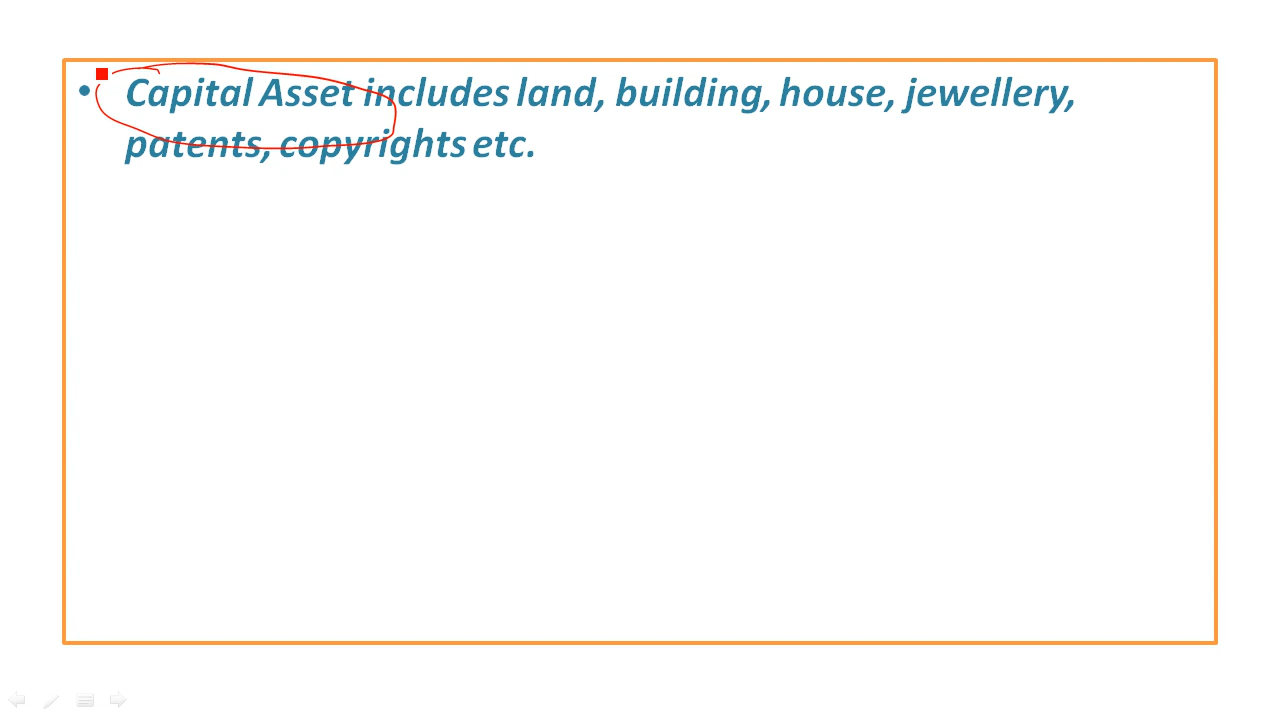 • Capital Asset includes land, building, house, jewellery,
patents, copyrights etc.